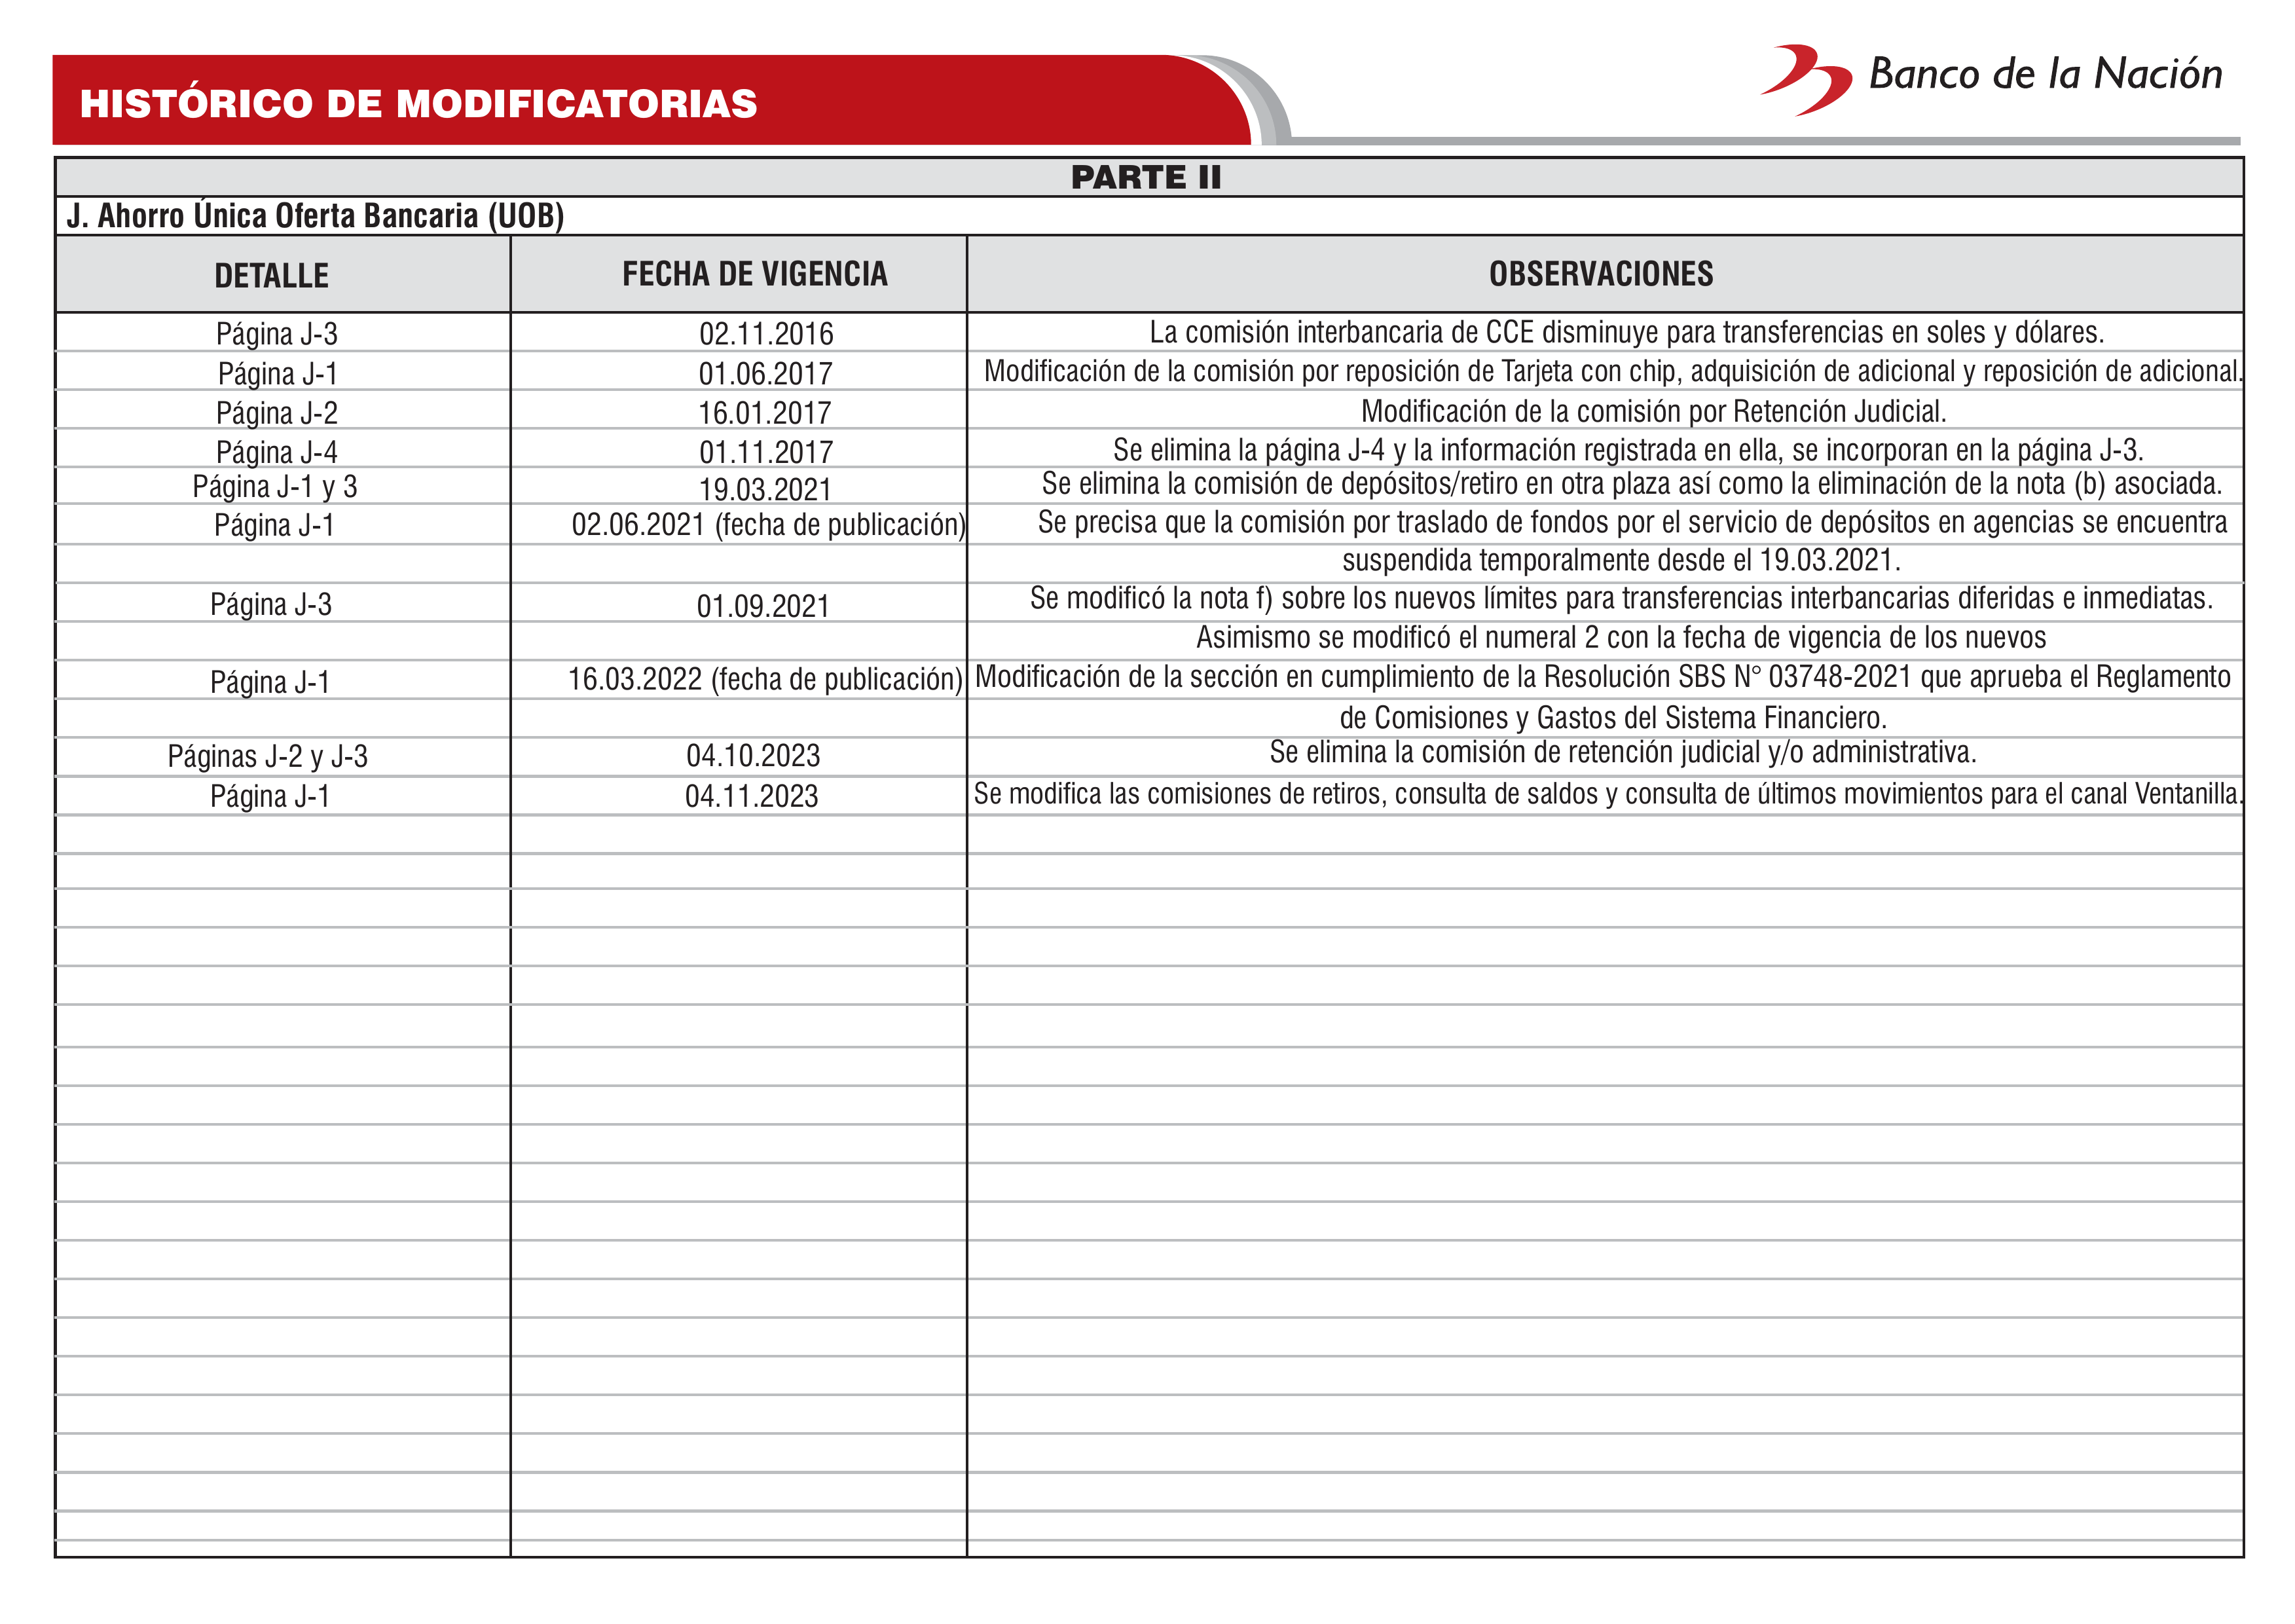 HISTÓRICO DE MODIFICATORIAS
Banco de la Nación
PARTE II
J. Ahorro Única Oferta Bancaria (UOB)
DETALLE FECHA DE VIGENCIA OBSERVACIONES
Página J-3 02.11.2016 La comisión interbancaria de CCE disminuye para transferencias en soles y dólares.
Página J-1 01.06.2017 Modificación de la comisión por reposición de Tarjeta con chip, adquisición de adicional y reposición de adicional.
Página J-2 16.01.2017 Modificación de la comisión por Retención Judicial.
Página J-4 01.11.2017 Se elimina la página J-4 y la información registrada en ella, se incorporan en la página J-3.
Página J-1 y 3 19.03.2021 Se elimina la comisión de depósitos/retiro en otra plaza así como la eliminación de la nota (b) asociada.
Página J-1 02.06.2021 (fecha de publicación) Se precisa que la comisión por traslado de fondos por el servicio de depósitos en agencias se encuentra
suspendida temporalmente desde el 19.03.2021.
Página J-3 01.09.2021 Se modificó la nota f) sobre los nuevos límites para transferencias interbancarias diferidas e inmediatas.
Asimismo se modificó el numeral 2 con la fecha de vigencia de los nuevos
Página J-1 16.03.2022 (fecha de publicación) Modificación de la sección en cumplimiento de la Resolución SBS N° 03748-2021 que aprueba el Reglamento
de Comisiones y Gastos del Sistema Financiero.
Páginas J-2 y J-3 04.10.2023 Se elimina la comisión de retención judicial y/o administrativa.
Página J-1 04.11.2023 Se modifica las comisiones de retiros, consulta de saldos y consulta de últimos movimientos para el canal Ventanilla.